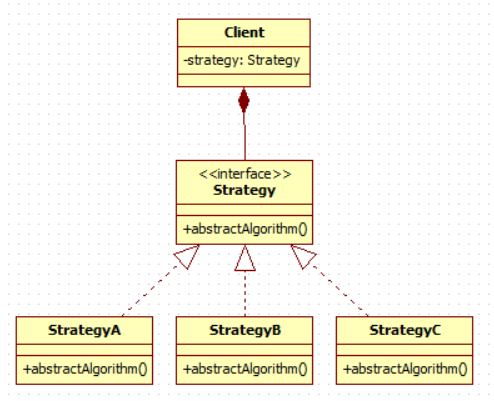 Client
-strategy: Strategy
<<interface>>
Strategy
+abstractAlgorithm()
StrategyA
+abstractAlgorithm()
StrategyB
+abstractAlgorithm()
StrategyC
+abstractAlgorithm()